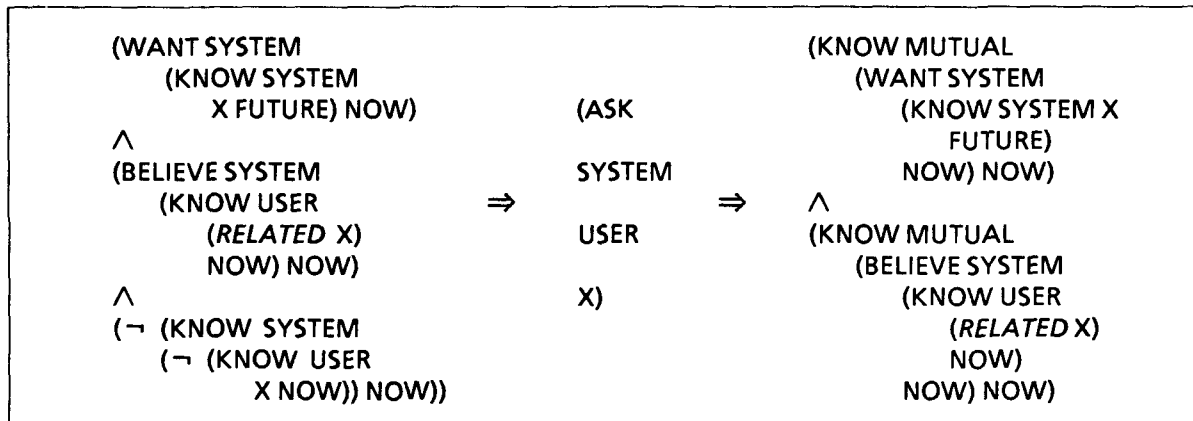 (WANT SYSTEM
(KNOW SYSTEM
X FUTURE) NOW)
∧
(BELIEVE SYSTEM
(KNOW USER
(RELATED X)
NOW) NOW)
∧
(¬ (KNOW SYSTEM
(¬ (KNOW USER
X NOW)) NOW))
⇒
(ASK
SYSTEM
USER
X)
⇒
(KNOW MUTUAL
(WANT SYSTEM
(KNOW SYSTEM X
FUTURE)
NOW) NOW)
∧
(KNOW MUTUAL
(BELIEVE SYSTEM
(KNOW USER
(RELATED X)
NOW)
NOW) NOW)